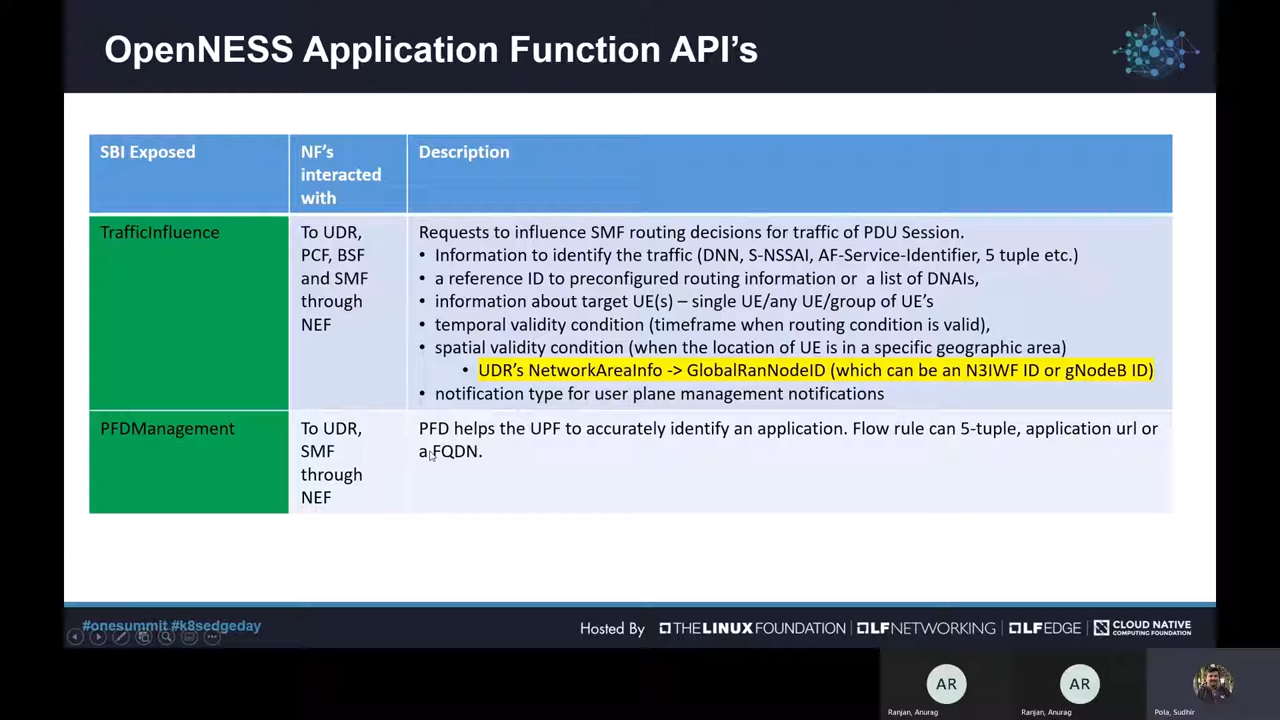 OpenNESS Application Function API's
SBI Exposed
NF's
interacted
with
Description
TrafficInfluence
To UDR,
PCF, BSF
and SMF
through
NEF
Requests to influence SMF routing decisions for traffic of PDU Session.
• Information to identify the traffic (DNN, S-NSSAI, AF-Service-Identifier, 5 tuple etc.)
• a reference ID to preconfigured routing information or a list of DNAIs,
• information about target UE(s) – single UE/any UE/group of UE's
• temporal validity condition (timeframe when routing condition is valid),
• spatial validity condition (when the location of UE is in a specific geographic area)
• UDR's NetworkAreaInfo -> GlobalRanNodeID (which can be an N3IWF ID or gNodeB ID)
• notification type for user plane management notifications
PFDManagement
To UDR,
SMF
through
NEF
PFD helps the UPF to accurately identify an application. Flow rule can 5-tuple, application url or
a FQDN.
#onesummit #k8sedgeday
Hosted By THE LINUX FOUNDATION LF NETWORKING LF EDGE CLOUD NATIVE
COMPUTING FOUNDATION
AR
AR
Ranjan, Anurag
Ranjan, Anurag
Pola, Sudhir